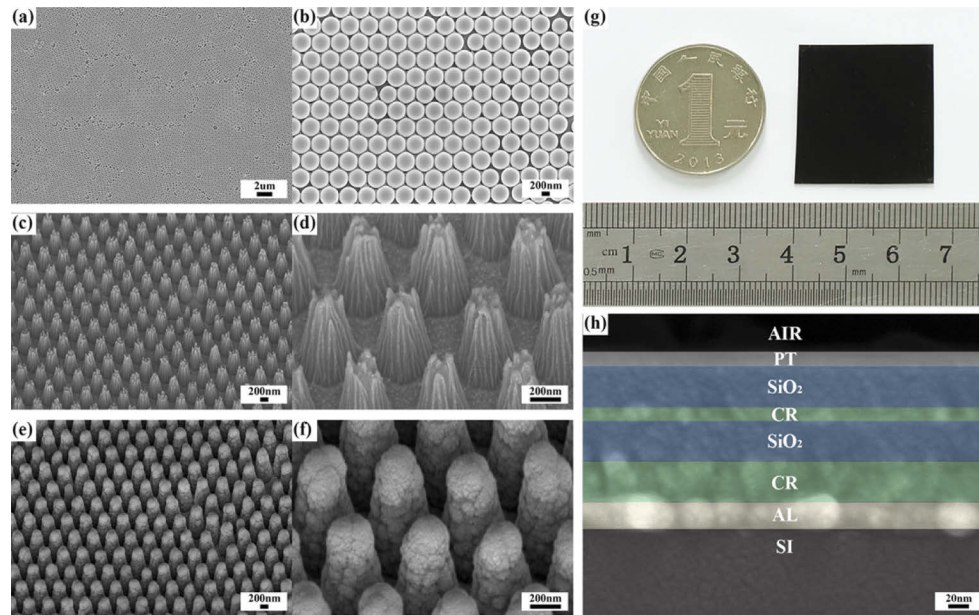 (a)
2um
(b)
200nm
(c)
200nm
(d)
200nm
(e)
200nm
(f)
200nm
(g)
中国人民银行
YI
YUAN
1
元
2013
mm
cm 1 MC 2 3 4 5 6 7
0.5mm
mm
(h)
AIR
PT
SiO₂
CR
SiO₂
CR
AL
SI
20nm